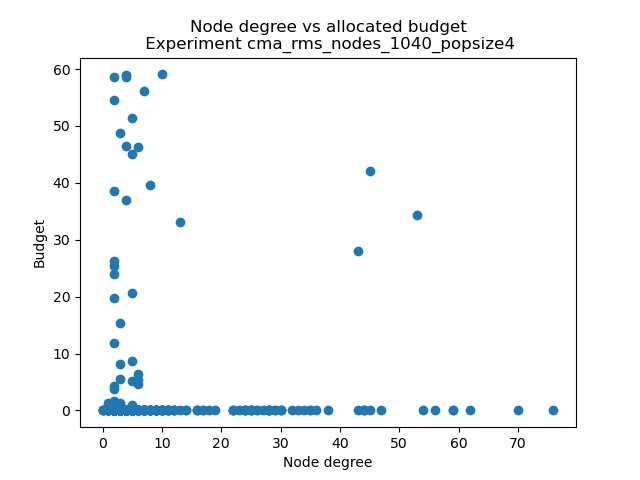 Node degree vs allocated budget
Experiment cma_rms_nodes_1040_popsize4
60
50
40
30
20
10
0
Budget
0 10 20 30 40 50 60 70
Node degree